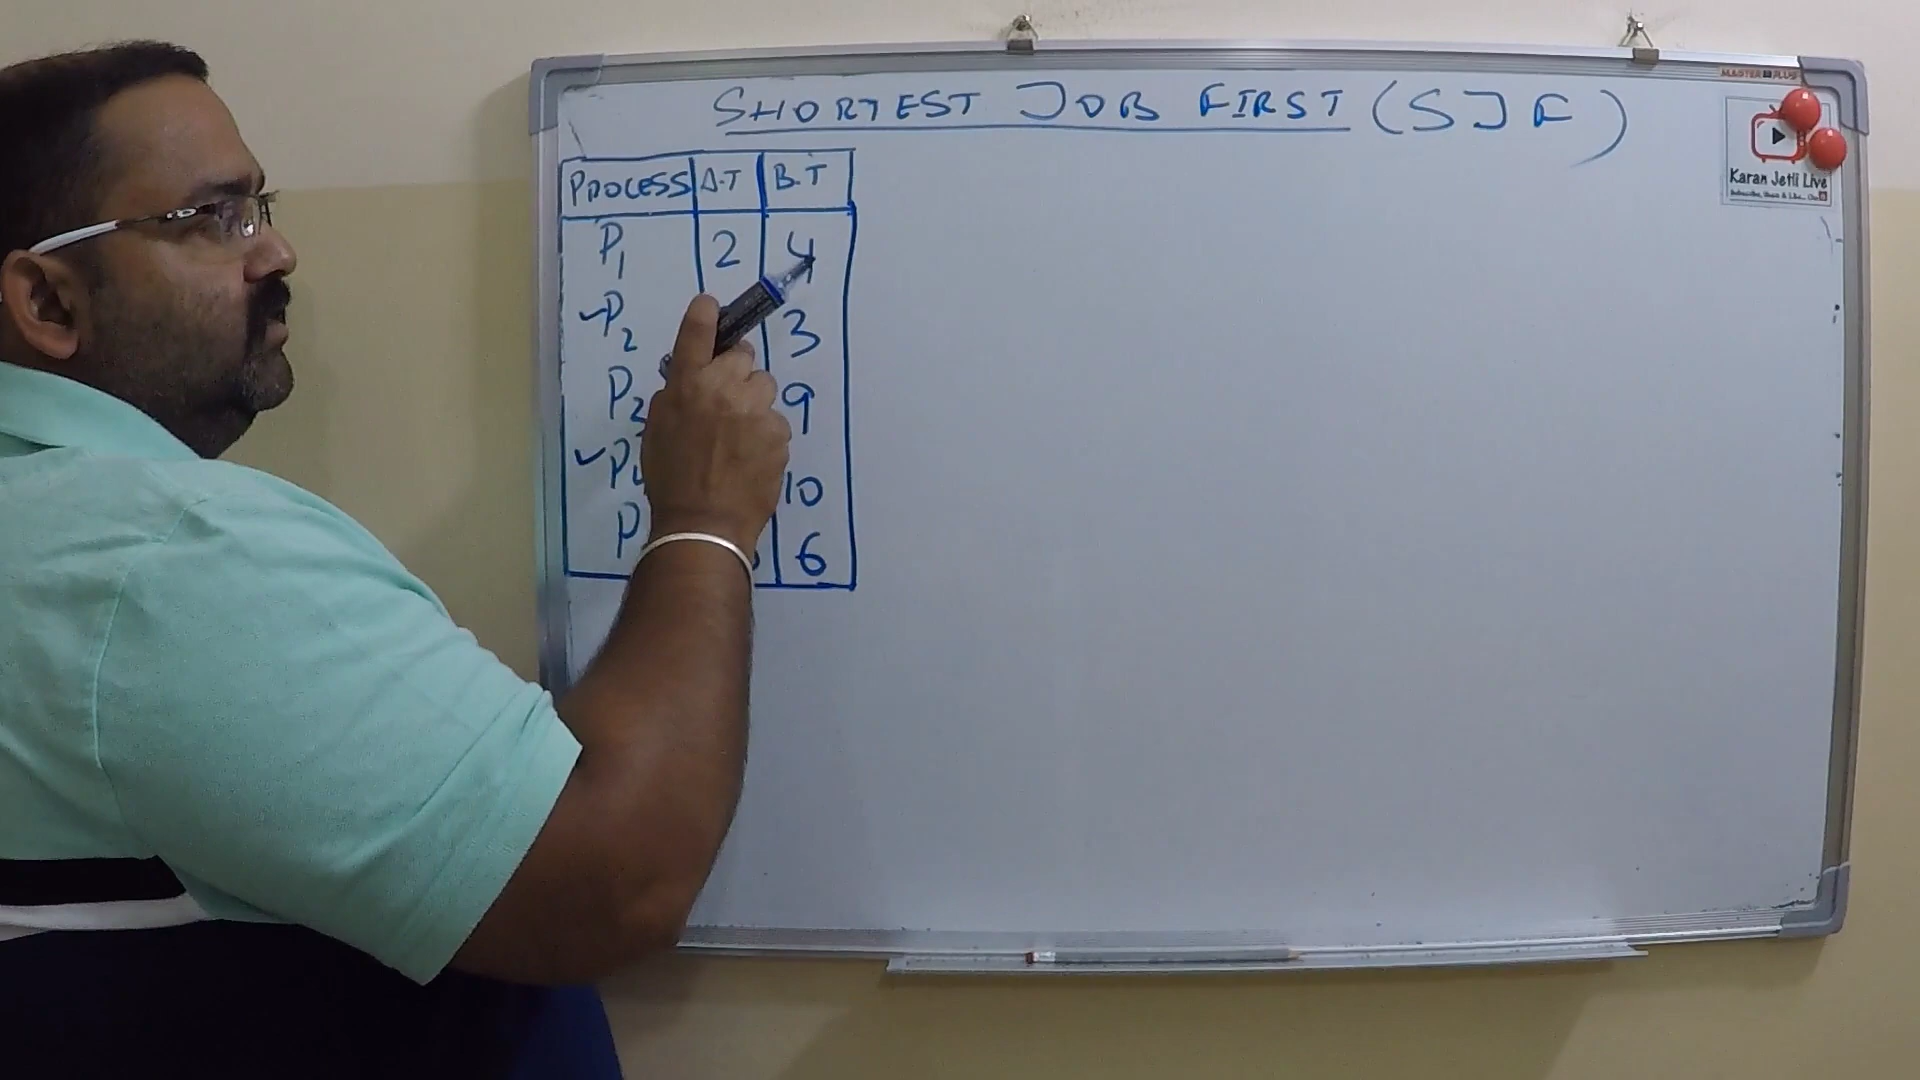 SHORTEST JOB FIRST (SJF)
PROCESS A.T B.T
P1 2 4
P2 3
P3 9
P4 10
P 6
MASTER PLUS
Karan Jetli Live